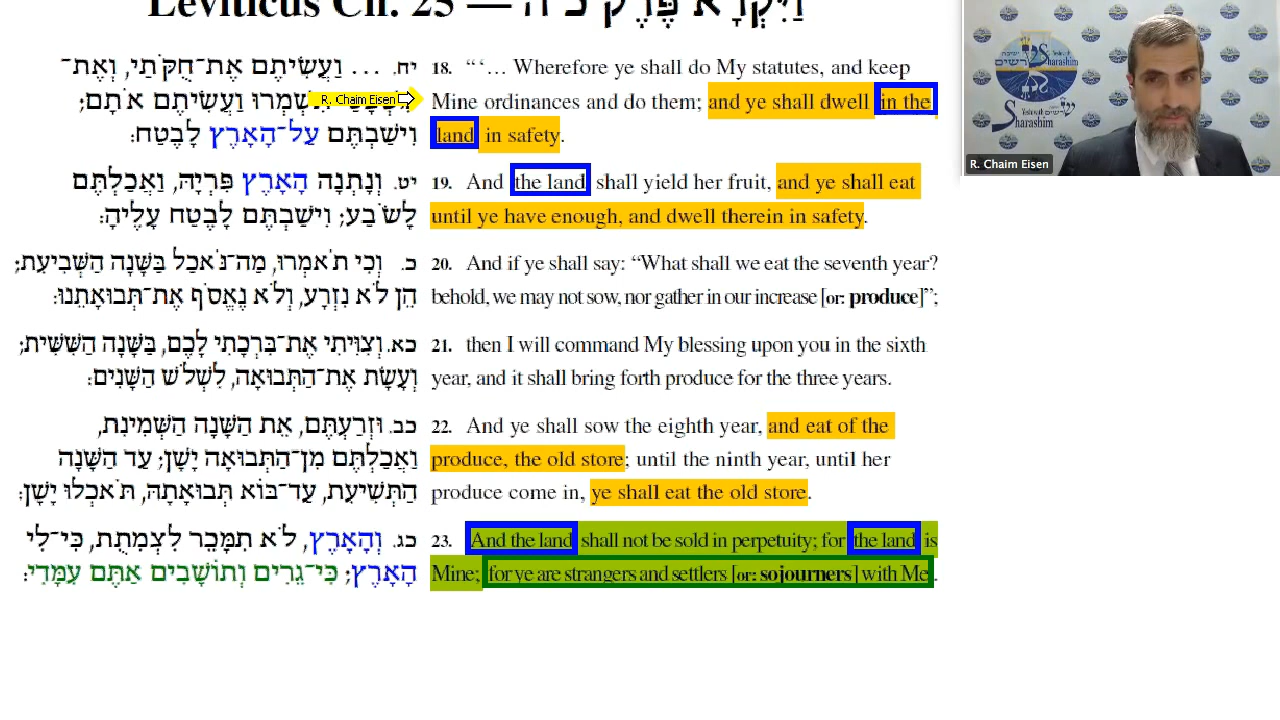 Leviticus Ch. 25 — וַיִּקְרָא פֶּרֶק כ"ה
יח. ... וַעֲשִׂיתֶם אֶת־חֻקֹּתַי, וְאֶת־
וַעֲשִׂיתֶם אֹתָם;
וִישַׁבְתֶּם עַל־הָאָרֶץ לָבֶטַח:
יט. וְנָתְנָה הָאָרֶץ פִּרְיָהּ, וַאֲכַלְתֶּם
לָשֹׂבַע; וִישַׁבְתֶּם לָבֶטַח עָלֶיהָ:
כ. וְכִי תֹאמְרוּ, מַה־נֹּאכַל בַּשָּׁנָה הַשְּׁבִיעִת;
הֵן לֹא נִזְרָע, וְלֹא נֶאֱסֹף אֶת־תְּבוּאָתֵנוּ:
כא. וְצִוִּיתִי אֶת־בִּרְכָתִי לָכֶם, בַּשָּׁנָה הַשִּׁשִּׁית;
וְעָשָׂת אֶת־הַתְּבוּאָה, לִשְׁלֹשׁ הַשָּׁנִים:
כב. וּזְרַעְתֶּם, אֵת הַשָּׁנָה הַשְּׁמִינִת,
וַאֲכַלְתֶּם מִן־הַתְּבוּאָה יָשָׁן; עַד הַשָּׁנָה
הַתְּשִׁיעִת, עַד־בּוֹא תְּבוּאָתָהּ, תֹּאכְלוּ יָשָׁן:
כג. וְהָאָרֶץ, לֹא תִמָּכֵר לִצְמִתֻת, כִּי־לִי
הָאָרֶץ; כִּי־גֵרִים וְתוֹשָׁבִים אַתֶּם עִמָּדִי:
18. “‘… Wherefore ye shall do My statutes, and keep
Mine ordinances and do them; and ye shall dwell in the
land in safety.
19. And the land shall yield her fruit, and ye shall eat
until ye have enough, and dwell therein in safety.
20. And if ye shall say: “What shall we eat the seventh year?
behold, we may not sow, nor gather in our increase [or: produce]”;
21. then I will command My blessing upon you in the sixth
year, and it shall bring forth produce for the three years.
22. And ye shall sow the eighth year, and eat of the
produce, the old store; until the ninth year, until her
produce come in, ye shall eat the old store.
23. And the land shall not be sold in perpetuity; for the land is
Mine; for ye are strangers and settlers [or: sojourners] with Me.
R. Chaim Eisen
R. Chaim Eisen